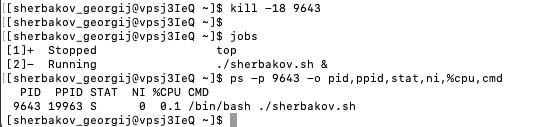 [[sherbakov_georgij@vpsj3IeQ ~]$ kill -18 9643
[[sherbakov_georgij@vpsj3IeQ ~]$
[[sherbakov_georgij@vpsj3IeQ ~]$ jobs
[1]+  Stopped                 top
[2]-  Running                 ./sherbakov.sh &
[[sherbakov_georgij@vpsj3IeQ ~]$ ps -p 9643 -o pid,ppid,stat,ni,%cpu,cmd
  PID  PPID STAT  NI %CPU CMD
 9643 19963 S      0  0.1 /bin/bash ./sherbakov.sh
[sherbakov_georgij@vpsj3IeQ ~]$